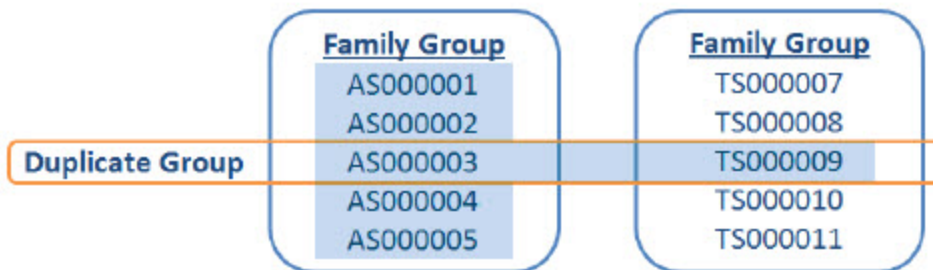 Family Group
AS000001
AS000002
AS000003
AS000004
AS000005
Family Group
TS000007
TS000008
TS000009
TS000010
TS000011
Duplicate Group